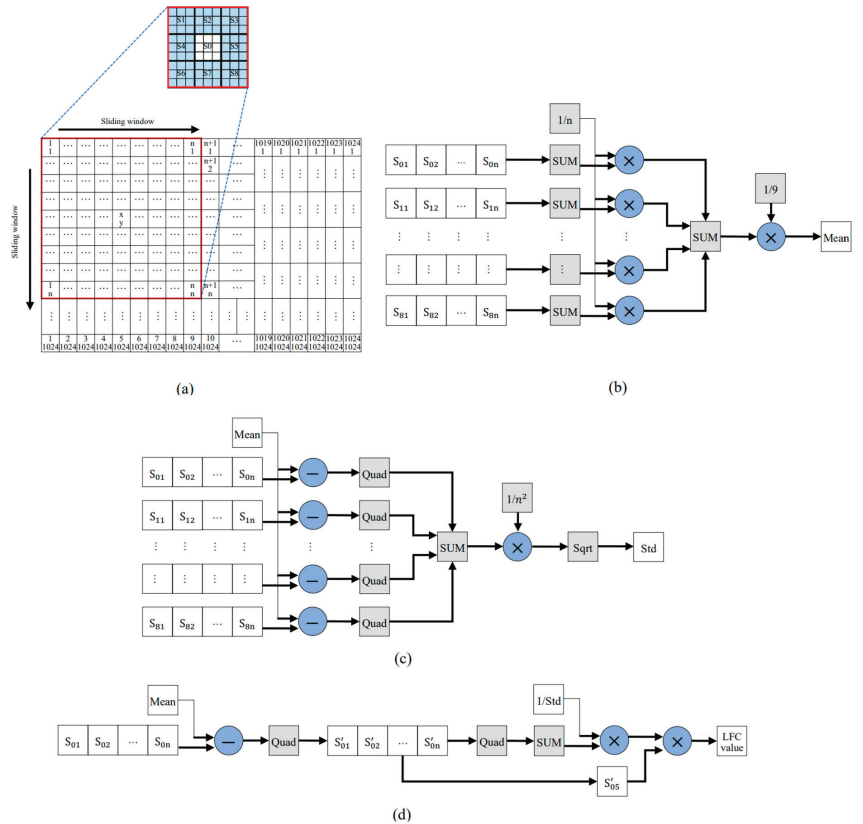 S1 S2 S3
S4 S0 S5
S6 S7 S8
Sliding window
Sliding window
1 ... ... ... ... ... ... ... n n+1 ... 1019 1020 1021 1022 1023 1024
1 1 1 1 1 1 1 1 1
... ... ... ... ... ... ... ... ... n+1 ...
2
... ... ... ... ... ... ... ... ... ... ...
... ... ... ... ... ... ... ... ... ... ... ⋮ ⋮ ⋮ ⋮ ⋮ ⋮
... ... ... ... x ... ... ... ... ... ...
y
... ... ... ... ... ... ... ... ... ... ...
... ... ... ... ... ... ... ... ... ... ... ⋮ ⋮ ⋮ ⋮ ⋮ ⋮
... ... ... ... ... ... ... ... ... ... ...
1 ... ... ... ... ... ... ... n n+1 ...
n n n
⋮ ⋮ ⋮ ⋮ ⋮ ⋮ ⋮ ⋮ ⋮ ⋮ ⋮ ⋮ ⋮ ⋮ ⋮ ⋮ ⋮ ⋮
1 2 3 4 5 6 7 8 9 10 ... 1019 1020 1021 1022 1023 1024
1024 1024 1024 1024 1024 1024 1024 1024 1024 1024 1024 1024 1024 1024 1024 1024
(a)
1/n
S₀₁ S₀₂ ... S₀ₙ SUM ×
S₁₁ S₁₂ ... S₁ₙ SUM ×
1/9
⋮ ⋮ ⋮ ⋮ ⋮ ⋮ SUM × Mean
⋮ ⋮ ⋮ ⋮ ⋮ ×
S₈₁ S₈₂ ... S₈ₙ SUM ×
(b)
Mean
S₀₁ S₀₂ ... S₀ₙ − Quad
1/n²
S₁₁ S₁₂ ... S₁ₙ − Quad
⋮ ⋮ ⋮ ⋮ ⋮ ⋮ SUM × Sqrt Std
⋮ ⋮ ⋮ ⋮ − Quad
S₈₁ S₈₂ ... S₈ₙ − Quad
(c)
Mean
1/Std
S₀₁ S₀₂ ... S₀ₙ − Quad S′₀₁ S′₀₂ ... S′₀ₙ Quad SUM × × LFC
value
S′₀₅
(d)